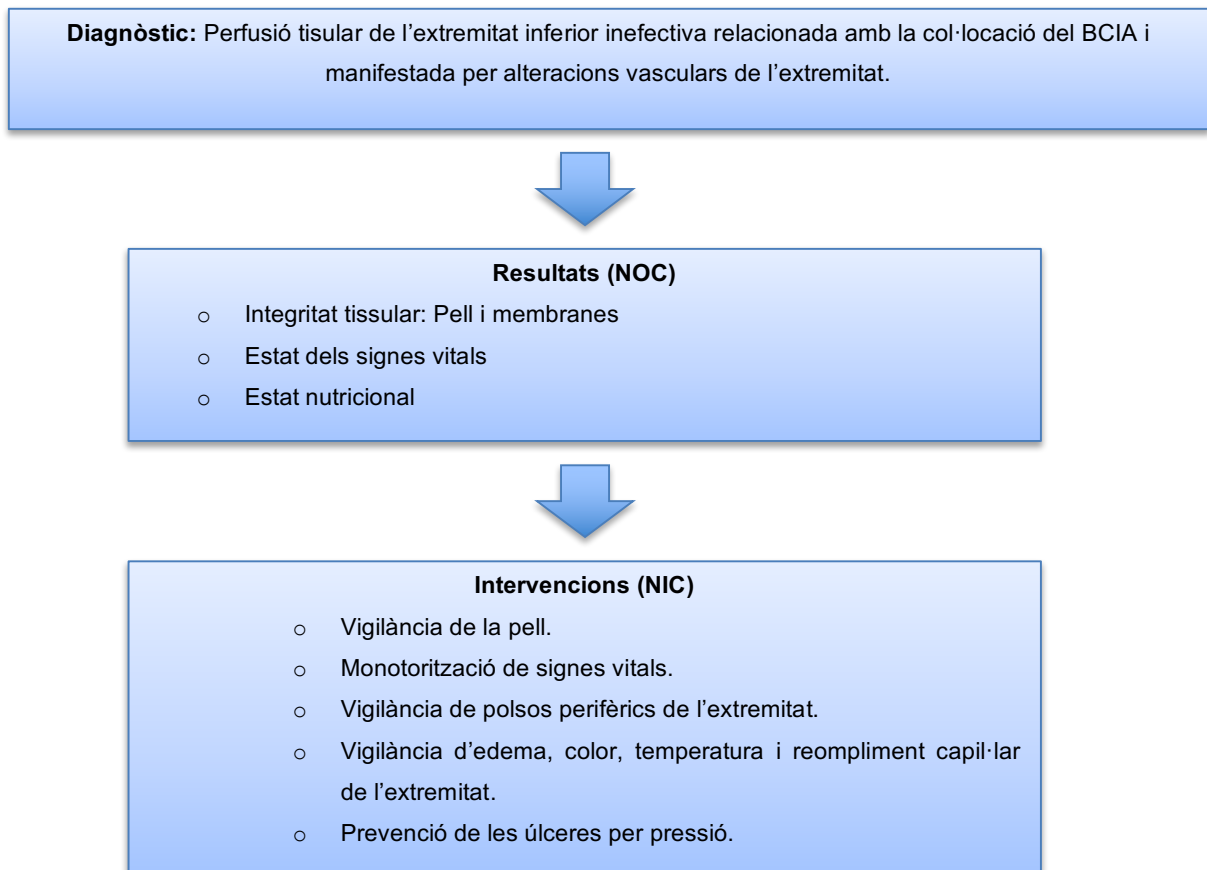 Diagnòstic: Perfusió tisular de l’extremitat inferior inefectiva relacionada amb la col·locació del BCIA i
manifestada per alteracions vasculars de l’extremitat.
Resultats (NOC)
o Integritat tissular: Pell i membranes
o Estat dels signes vitals
o Estat nutricional
Intervencions (NIC)
o Vigilància de la pell.
o Monotorització de signes vitals.
o Vigilància de polsos perifèrics de l’extremitat.
o Vigilància d’edema, color, temperatura i reompliment capil·lar
de l’extremitat.
o Prevenció de les úlceres per pressió.